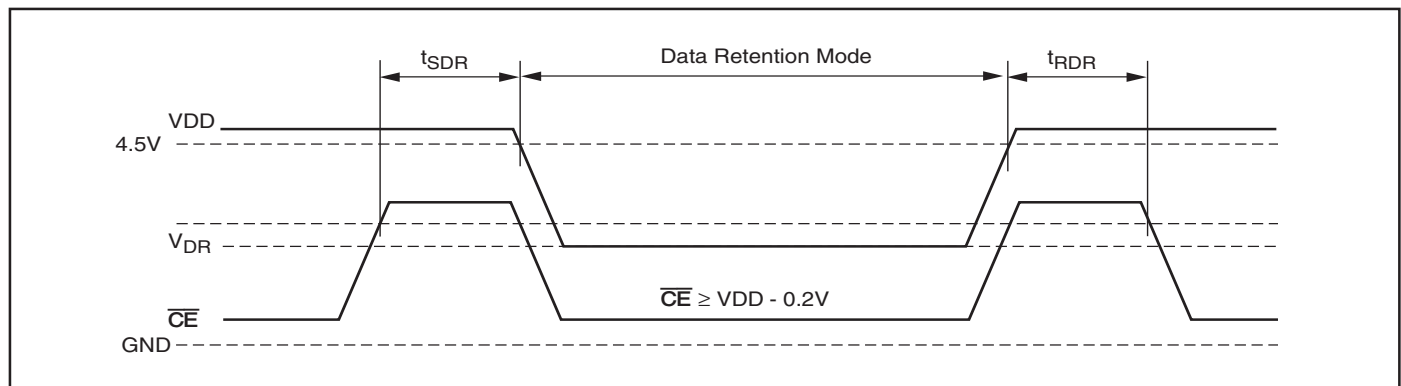 tSDR
Data Retention Mode
tRDR
VDD
4.5V
VDR
CE ≥ VDD - 0.2V
CE
GND